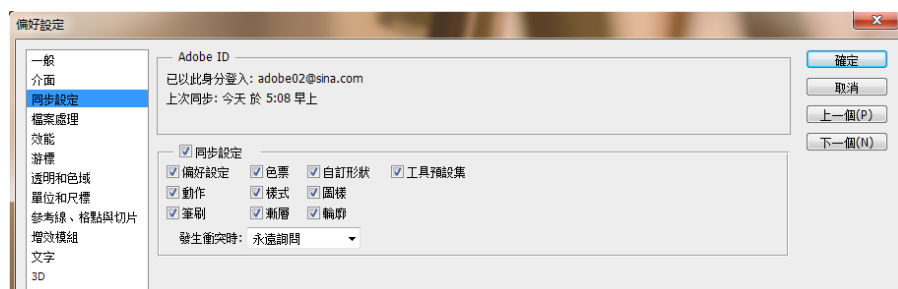 偏好設定
一般
介面
同步設定
檔案處理
效能
游標
透明和色域
單位和尺標
參考線、格點與切片
增效模組
文字
3D
Adobe ID
已以此身分登入: adobe02@sina.com
上次同步: 今天 於 5:08 早上
同步設定
偏好設定 色票 自訂形狀 工具預設集
動作 樣式 圖樣
筆刷 漸層 輪廓
發生衝突時: 永遠詢問
確定
取消
上一個(P)
下一個(N)